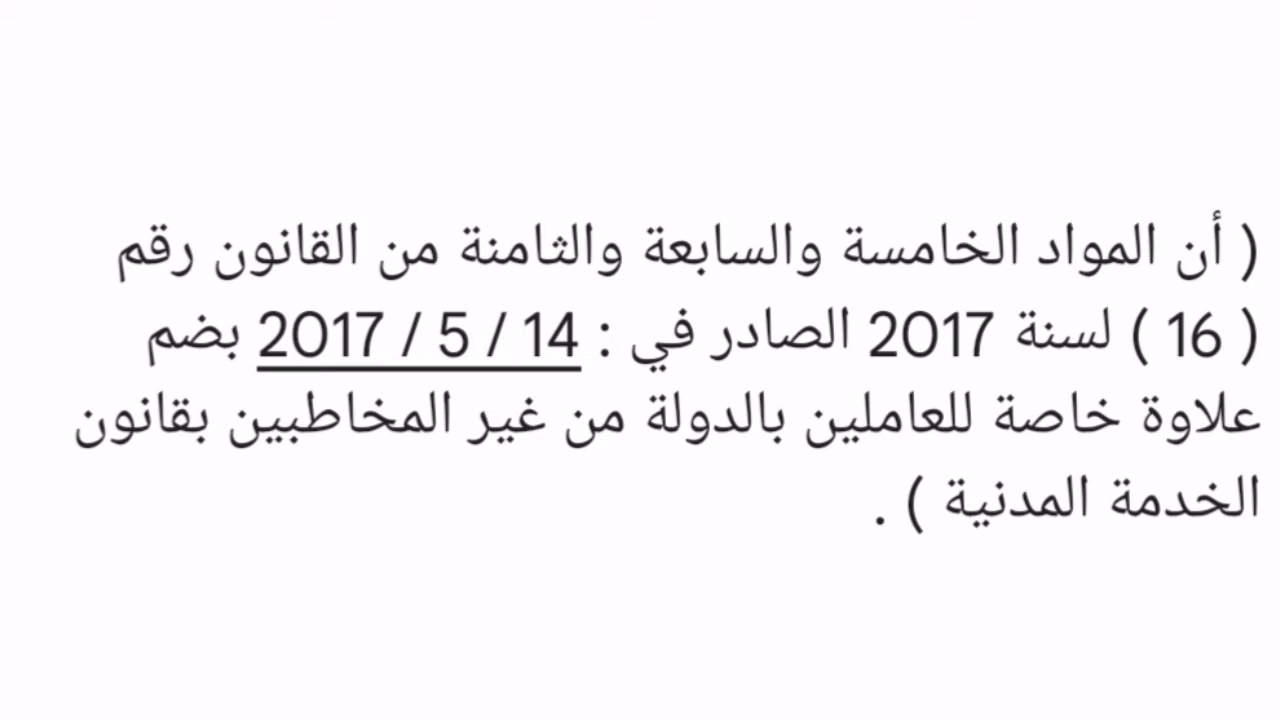 ( أن المواد الخامسة والسابعة والثامنة من القانون رقم
( 16 ) لسنة 2017 الصادر في : 14 / 5 / 2017 بضم
علاوة خاصة للعاملين بالدولة من غير المخاطبين بقانون
الخدمة المدنية ) .